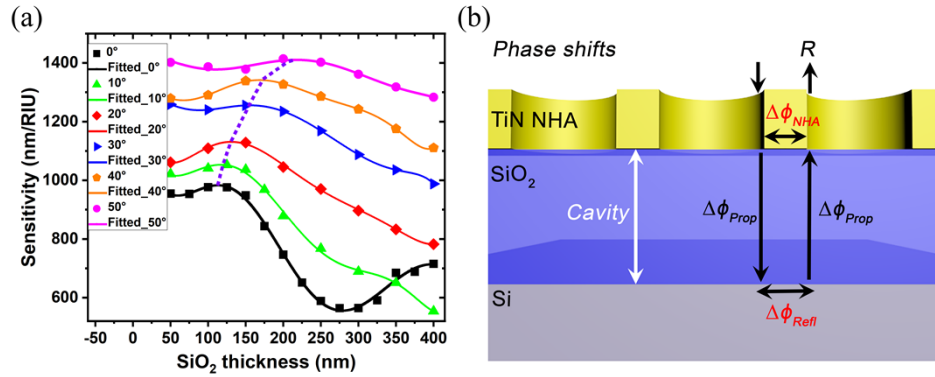 (a)
Sensitivity (nm/RIU)
1400
1200
1000
800
600
0°
Fitted_0°
10°
Fitted_10°
20°
Fitted_20°
30°
Fitted_30°
40°
Fitted_40°
50°
Fitted_50°
-50 0 50 100 150 200 250 300 350 400
SiO2 thickness (nm)
(b)
Phase shifts R
TiN NHA
ΔϕNHA
SiO2
Cavity ΔϕProp ΔϕProp
Si
ΔϕRefl